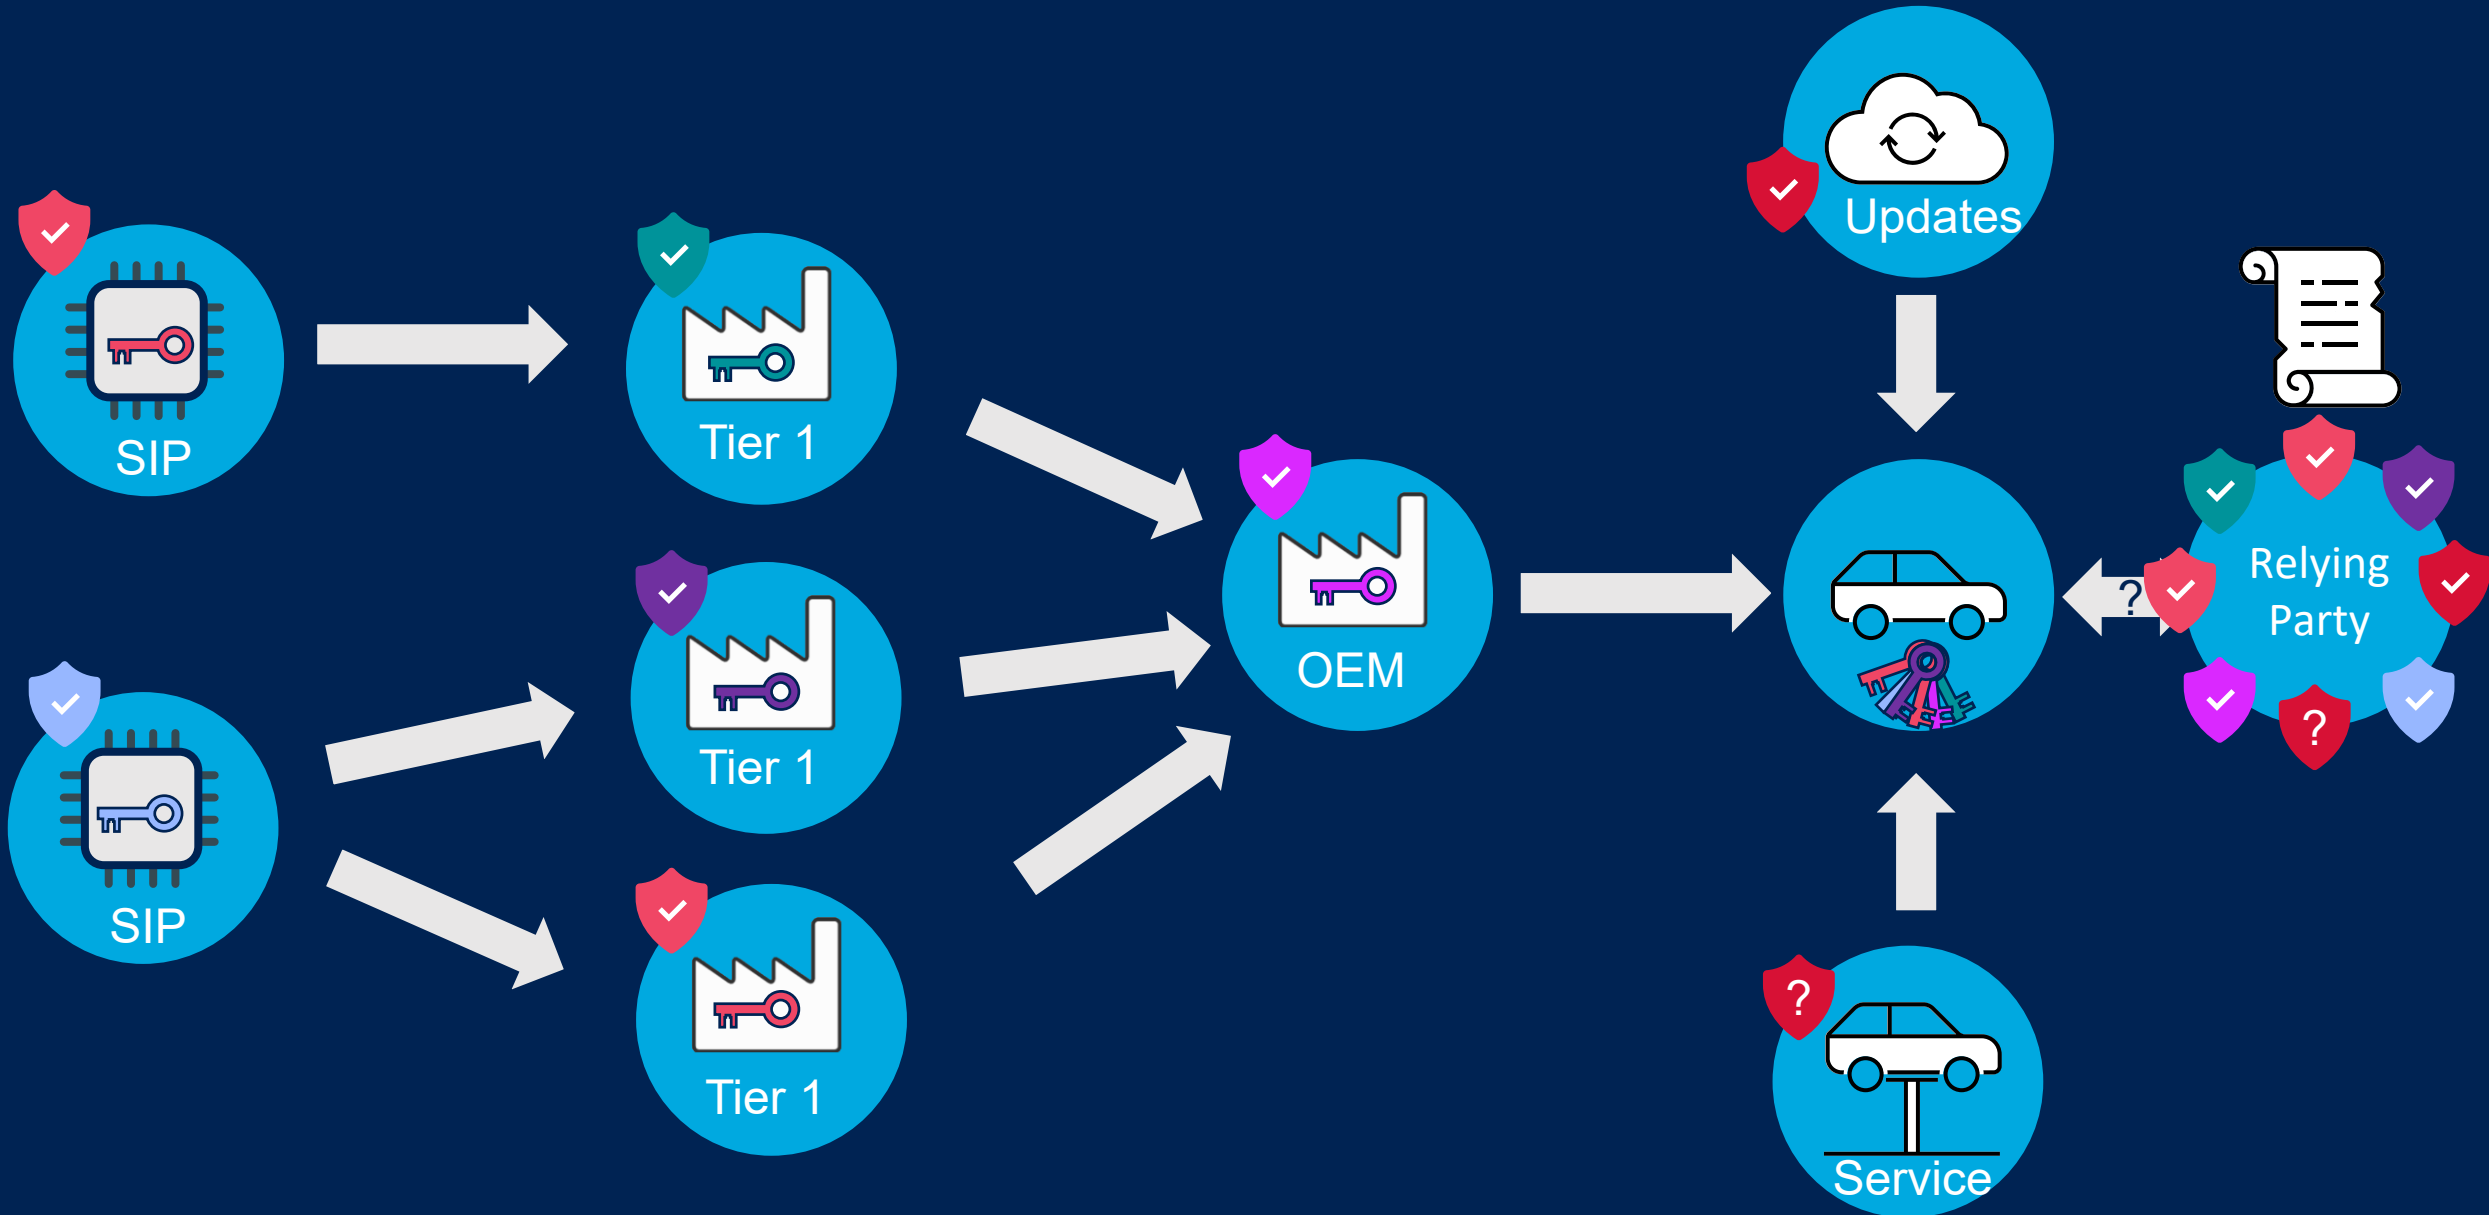 Updates
SIP
Tier 1
OEM
?
Relying
Party
?
SIP
Tier 1
Tier 1
?
Service